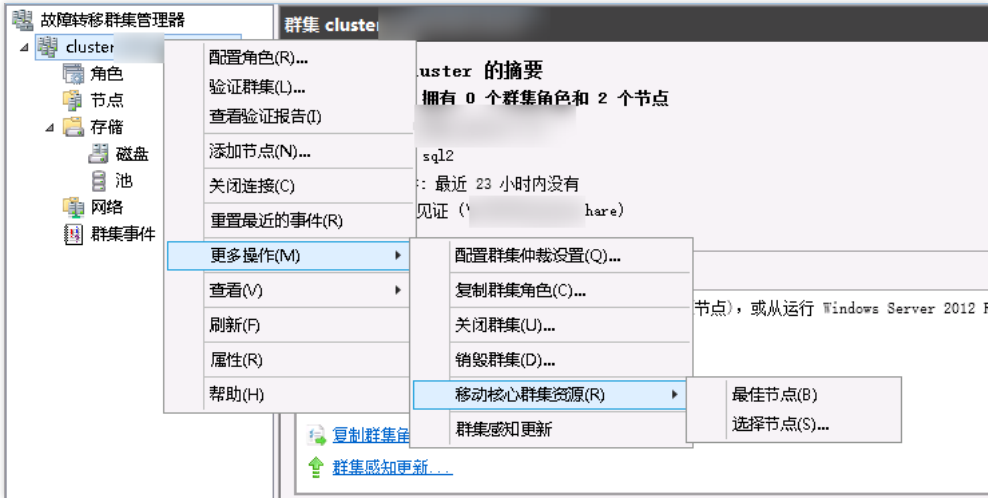 故障转移群集管理器
cluster
角色
节点
存储
磁盘
池
网络
群集事件
配置角色(R)...
验证群集(L)...
查看验证报告(I)
添加节点(N)...
关闭连接(C)
重置最近的事件(R)
更多操作(M)
查看(V)
刷新(F)
属性(R)
帮助(H)
群集 cluster
luster 的摘要
拥有 0 个群集角色和 2 个节点
sql2
: 最近 23 小时内没有
见证 (\ hare)
配置群集仲裁设置(Q)...
复制群集角色(C)...
关闭群集(U)...
销毁群集(D)...
移动核心群集资源(R)
群集感知更新
节点), 或从运行 Windows Server 2012 R
最佳节点(B)
选择节点(S)...
复制群集角
群集感知更新...